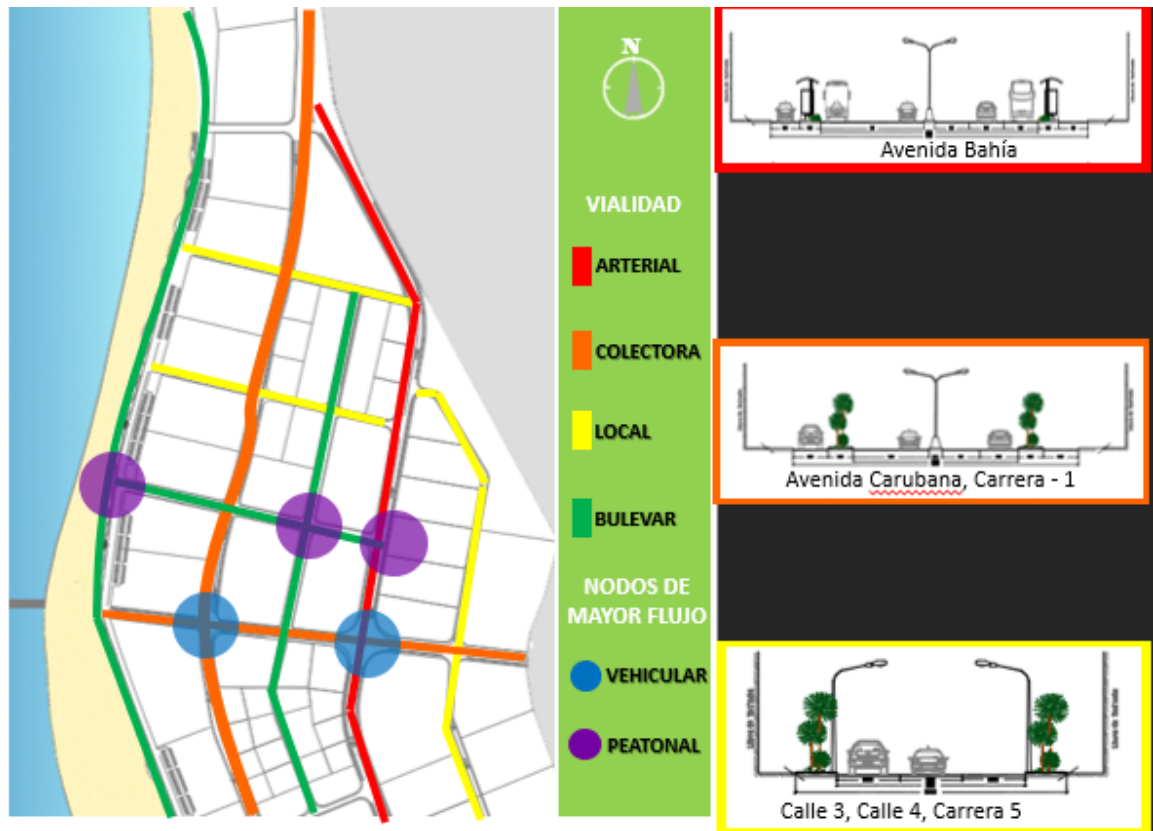 N
VIALIDAD
ARTERIAL
COLECTORA
LOCAL
BULEVAR
NODOS DE
MAYOR FLUJO
VEHICULAR
PEATONAL
Avenida Bahía
Avenida Carubana, Carrera - 1
Calle 3, Calle 4, Carrera 5